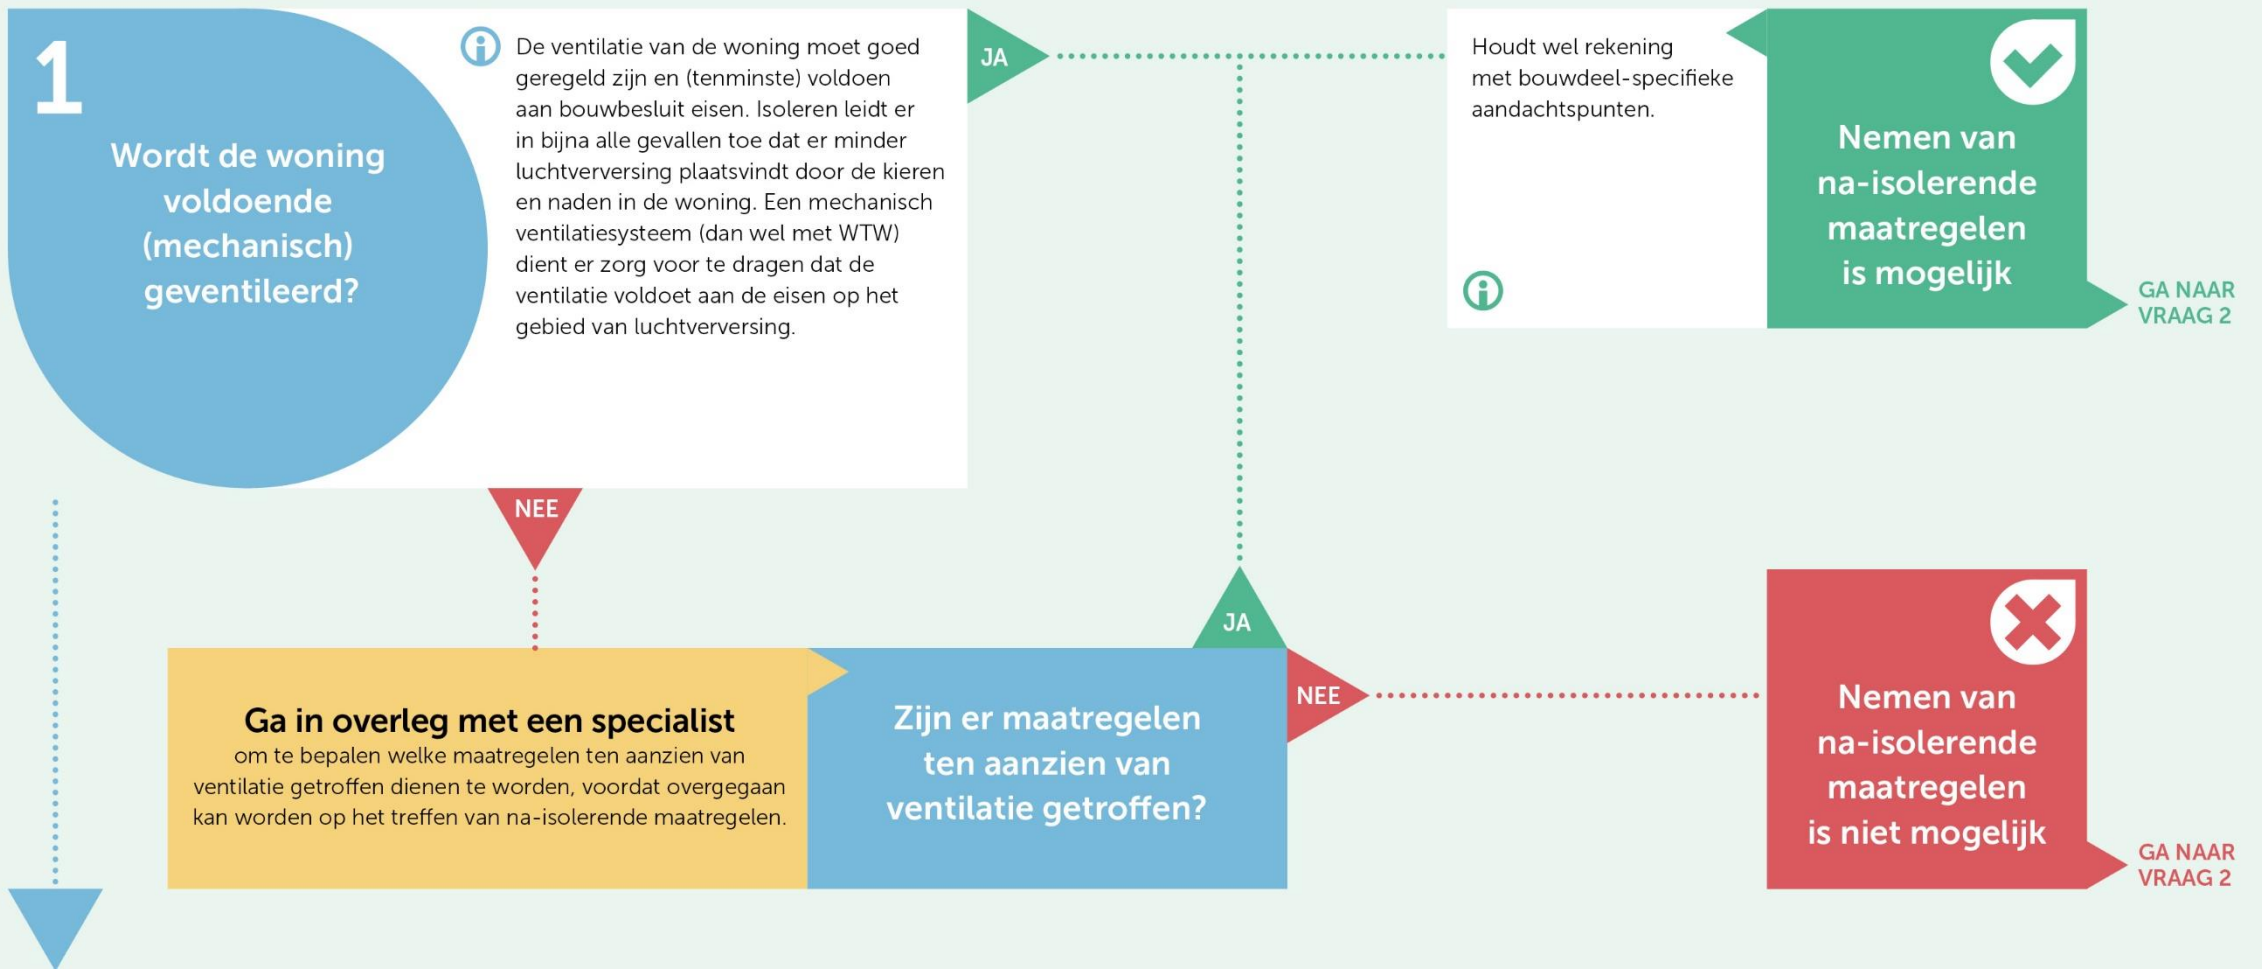 1
Wordt de woning
voldoende
(mechanisch)
geventileerd?
De ventilatie van de woning moet goed
geregeld zijn en (tenminste) voldoen
aan bouwbesluit eisen. Isoleren leidt er
in bijna alle gevallen toe dat er minder
luchtverversing plaatsvindt door de kieren
en naden in de woning. Een mechanisch
ventilatiesysteem (dan wel met WTW)
dient er zorg voor te dragen dat de
ventilatie voldoet aan de eisen op het
gebied van luchtverversing.
JA
Houdt wel rekening
met bouwdeel-specifieke
aandachtspunten.
Nemen van
na-isolerende
maatregelen
is mogelijk
GA NAAR
VRAAG 2
NEE
Ga in overleg met een specialist
om te bepalen welke maatregelen ten aanzien van
ventilatie getroffen dienen te worden, voordat overgegaan
kan worden op het treffen van na-isolerende maatregelen.
Zijn er maatregelen
ten aanzien van
ventilatie getroffen?
JA
NEE
Nemen van
na-isolerende
maatregelen
is niet mogelijk
GA NAAR
VRAAG 2